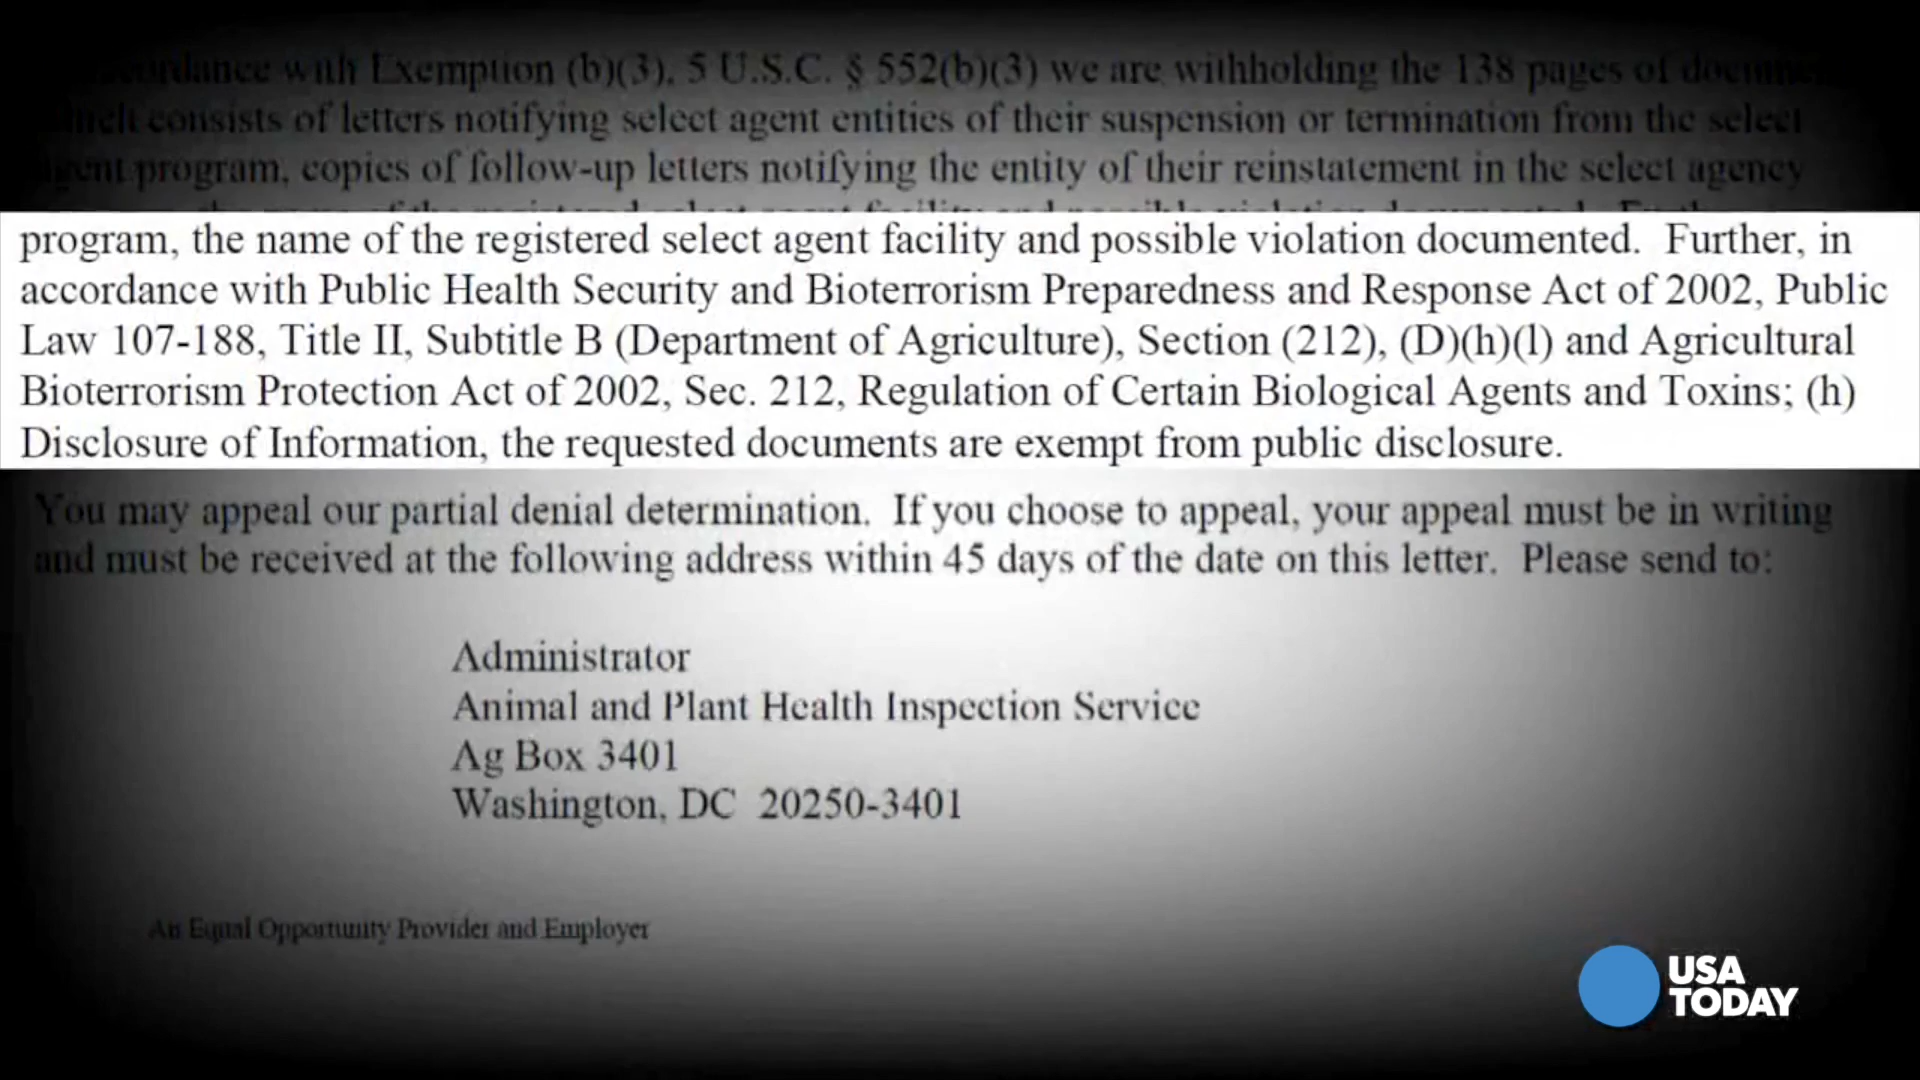 accordance with Exemption (b)(3), 5 U.S.C. § 552(b)(3) we are withholding the 138 pages of
consists of letters notifying select agent entities of their suspension or termination from the select
agent program, copies of follow-up letters notifying the entity of their reinstatement in the select agency
program, the name of the registered select agent facility and possible violation documented. Further, in
accordance with Public Health Security and Bioterrorism Preparedness and Response Act of 2002, Public
Law 107-188, Title II, Subtitle B (Department of Agriculture), Section (212), (D)(h)(l) and Agricultural
Bioterrorism Protection Act of 2002, Sec. 212, Regulation of Certain Biological Agents and Toxins; (h)
Disclosure of Information, the requested documents are exempt from public disclosure.
You may appeal our partial denial determination. If you choose to appeal, your appeal must be in writing
and must be received at the following address within 45 days of the date on this letter. Please send to:
Administrator
Animal and Plant Health Inspection Service
Ag Box 3401
Washington, DC 20250-3401
An Equal Opportunity Provider and Employer
USA
TODAY